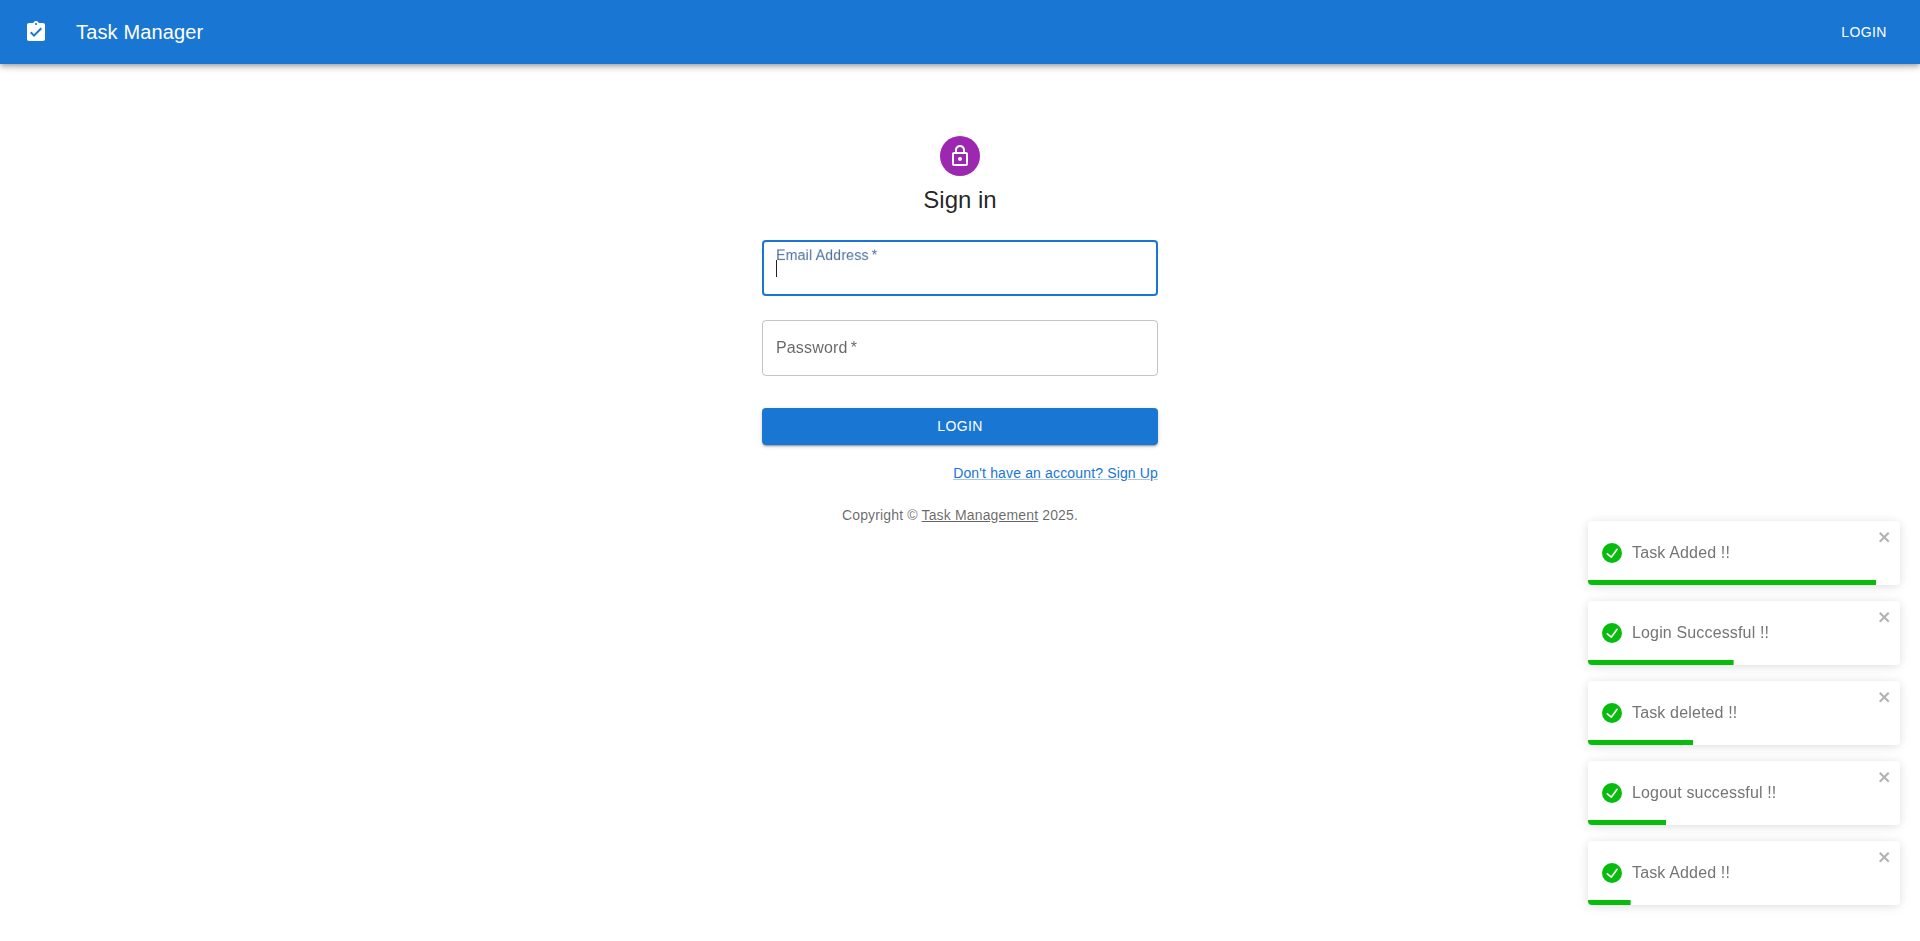 Task Manager
LOGIN
Sign in
Email Address *
Password *
LOGIN
Don't have an account? Sign Up
Copyright © Task Management 2025.
Task Added !!
Login Successful !!
Task deleted !!
Logout successful !!
Task Added !!